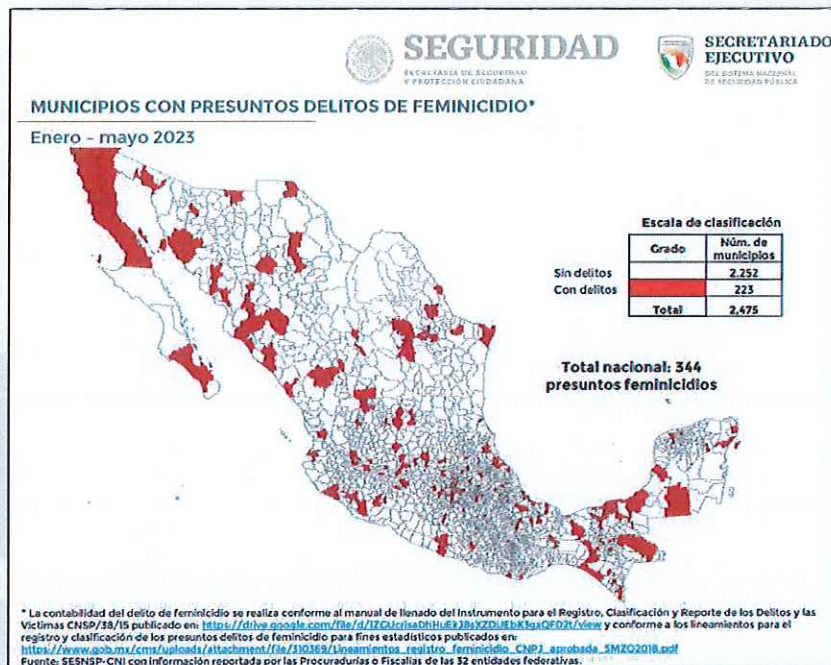 SEGURIDAD
SECRETARÍA DE SEGURIDAD
Y PROTECCIÓN CIUDADANA
SECRETARIADO
EJECUTIVO
DEL SISTEMA NACIONAL
DE SEGURIDAD PÚBLICA
MUNICIPIOS CON PRESUNTOS DELITOS DE FEMINICIDIO*
Enero – mayo 2023
Escala de clasificación
Grado Núm. de municipios
Sin delitos 2,252
Con delitos 223
Total 2,475
Total nacional: 344
presuntos feminicidios
* La contabilidad del delito de feminicidio se realiza conforme al manual de llenado del Instrumento para el Registro, Clasificación y Reporte de los Delitos y las
Víctimas CNSP/38/15 publicado en: y conforme a los lineamientos para el
registro y clasificación de los presuntos delitos de feminicidio para fines estadísticos publicados en:
https://www.gob.mx/cms/uploads/attachment/file/310369/Lineamientos_registro_feminicidio_CNPJ_aprobada_5MZO2018.pdf
Fuente: SESNSP-CNI con información reportada por las Procuradurías o Fiscalías de las 32 entidades federativas.